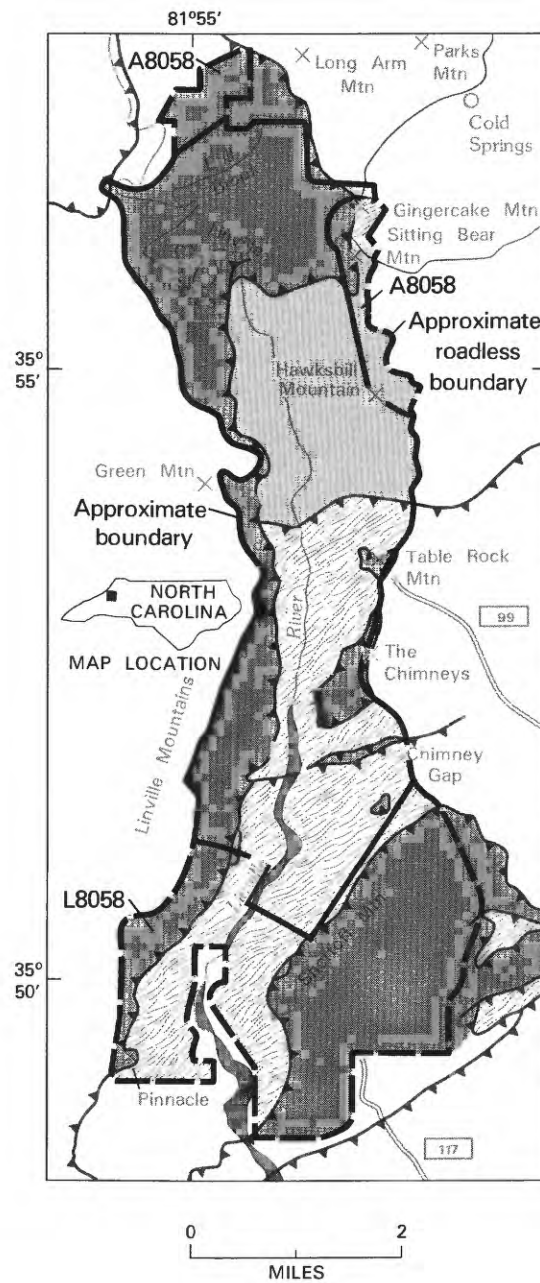 81°55'
A8058
Long Arm
Mtn
Parks
Mtn
Cold
Springs
Gingercake Mtn
Sitting Bear
Mtn
A8058
Approximate
roadless
boundary
35°
55'
Hawksbill
Mountain
Green Mtn
Approximate
boundary
Table Rock
Mtn
NORTH
CAROLINA
MAP LOCATION
River
99
The
Chimneys
Linville Mountains
Chimney
Gap
L8058
Shortoff Mtn
35°
50'
Pinnacle
117
0 2
MILES